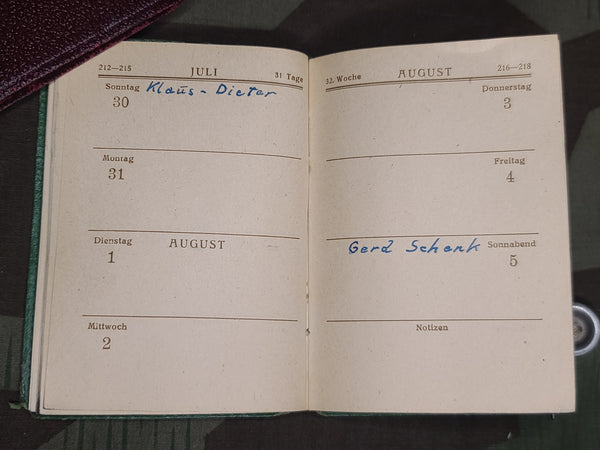 212—215 JULI 31 Tage
Sonntag Klaus - Dieter
30
Montag
31
Dienstag AUGUST
1
Mittwoch
2
32. Woche AUGUST 216—218
Donnerstag
3
Freitag
4
Gerd Schenk Sonnabend
5
Notizen